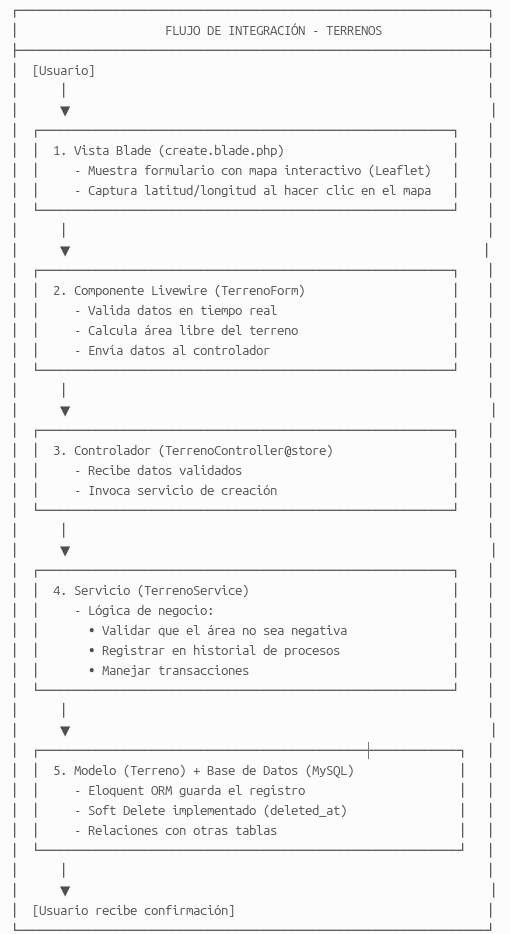 FLUJO DE INTEGRACIÓN - TERRENOS
[Usuario]
1. Vista Blade (create.blade.php)
- Muestra formulario con mapa interactivo (Leaflet)
- Captura latitud/longitud al hacer clic en el mapa
2. Componente Livewire (TerrenoForm)
- Valida datos en tiempo real
- Calcula área libre del terreno
- Envía datos al controlador
3. Controlador (TerrenoController@store)
- Recibe datos validados
- Invoca servicio de creación
4. Servicio (TerrenoService)
- Lógica de negocio:
• Validar que el área no sea negativa
• Registrar en historial de procesos
• Manejar transacciones
5. Modelo (Terreno) + Base de Datos (MySQL)
- Eloquent ORM guarda el registro
- Soft Delete implementado (deleted_at)
- Relaciones con otras tablas
[Usuario recibe confirmación]